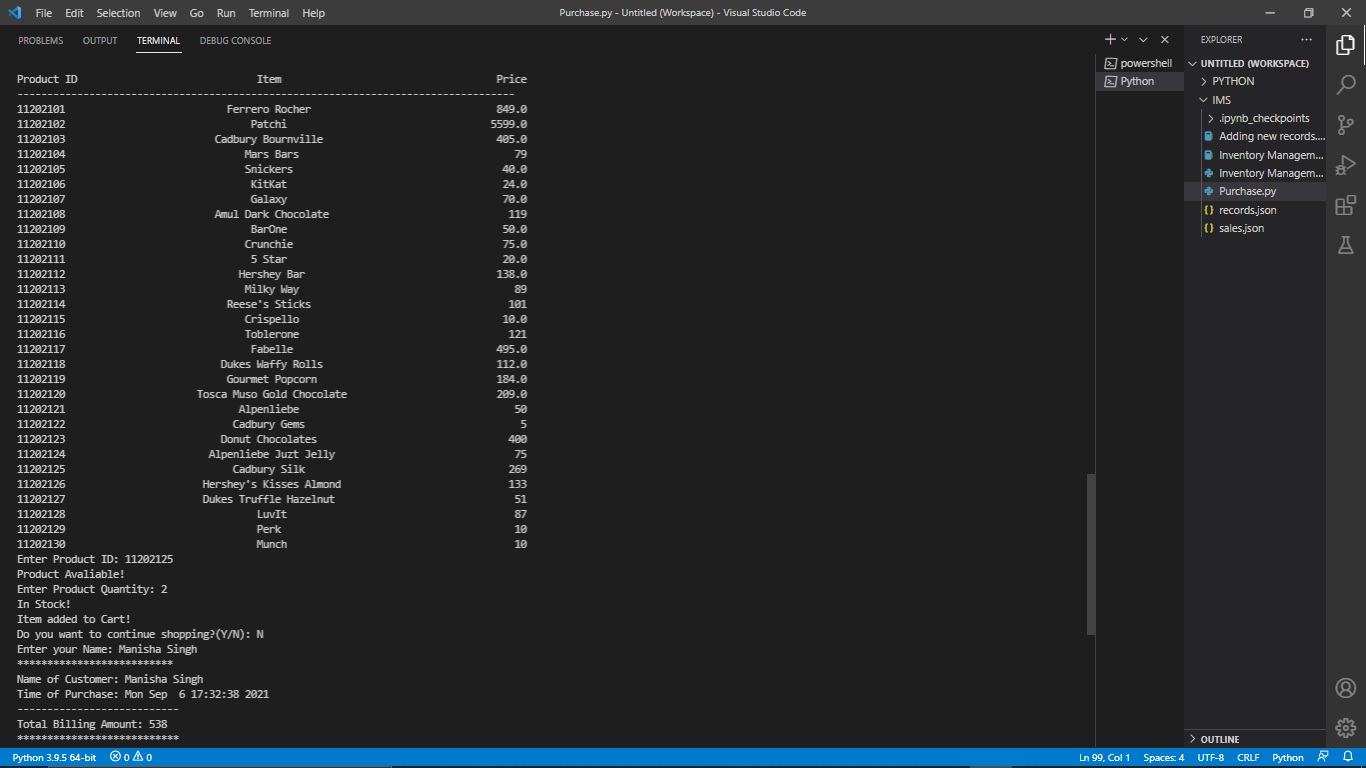 File Edit Selection View Go Run Terminal Help
Purchase.py - Untitled (Workspace) - Visual Studio Code
PROBLEMS OUTPUT TERMINAL DEBUG CONSOLE
Product ID Item Price
--------------------------------------------------------------------------------
11202101 Ferrero Rocher 849.0
11202102 Patchi 5599.0
11202103 Cadbury Bournville 405.0
11202104 Mars Bars 79
11202105 Snickers 40.0
11202106 KitKat 24.0
11202107 Galaxy 70.0
11202108 Amul Dark Chocolate 119
11202109 BarOne 50.0
11202110 Crunchie 75.0
11202111 5 Star 20.0
11202112 Hershey Bar 138.0
11202113 Milky Way 89
11202114 Reese's Sticks 101
11202115 Crispello 10.0
11202116 Toblerone 121
11202117 Fabelle 495.0
11202118 Dukes Waffy Rolls 112.0
11202119 Gourmet Popcorn 184.0
11202120 Tosca Muso Gold Chocolate 209.0
11202121 Alpenliebe 50
11202122 Cadbury Gems 5
11202123 Donut Chocolates 400
11202124 Alpenliebe Juzt Jelly 75
11202125 Cadbury Silk 269
11202126 Hershey's Kisses Almond 133
11202127 Dukes Truffle Hazelnut 51
11202128 LuvIt 87
11202129 Perk 10
11202130 Munch 10
Enter Product ID: 11202125
Product Avaliable!
Enter Product Quantity: 2
In Stock!
Item added to Cart!
Do you want to continue shopping?(Y/N): N
Enter your Name: Manisha Singh
**************************
Name of Customer: Manisha Singh
Time of Purchase: Mon Sep  6 17:32:38 2021
---------------------------
Total Billing Amount: 538
***************************
powershell
Python
EXPLORER
UNTITLED (WORKSPACE)
PYTHON
IMS
.ipynb_checkpoints
Adding new records....
Inventory Managem...
Inventory Managem...
Purchase.py
{} records.json
{} sales.json
OUTLINE
Python 3.9.5 64-bit 0 0
Ln 99, Col 1 Spaces: 4 UTF-8 CRLF Python